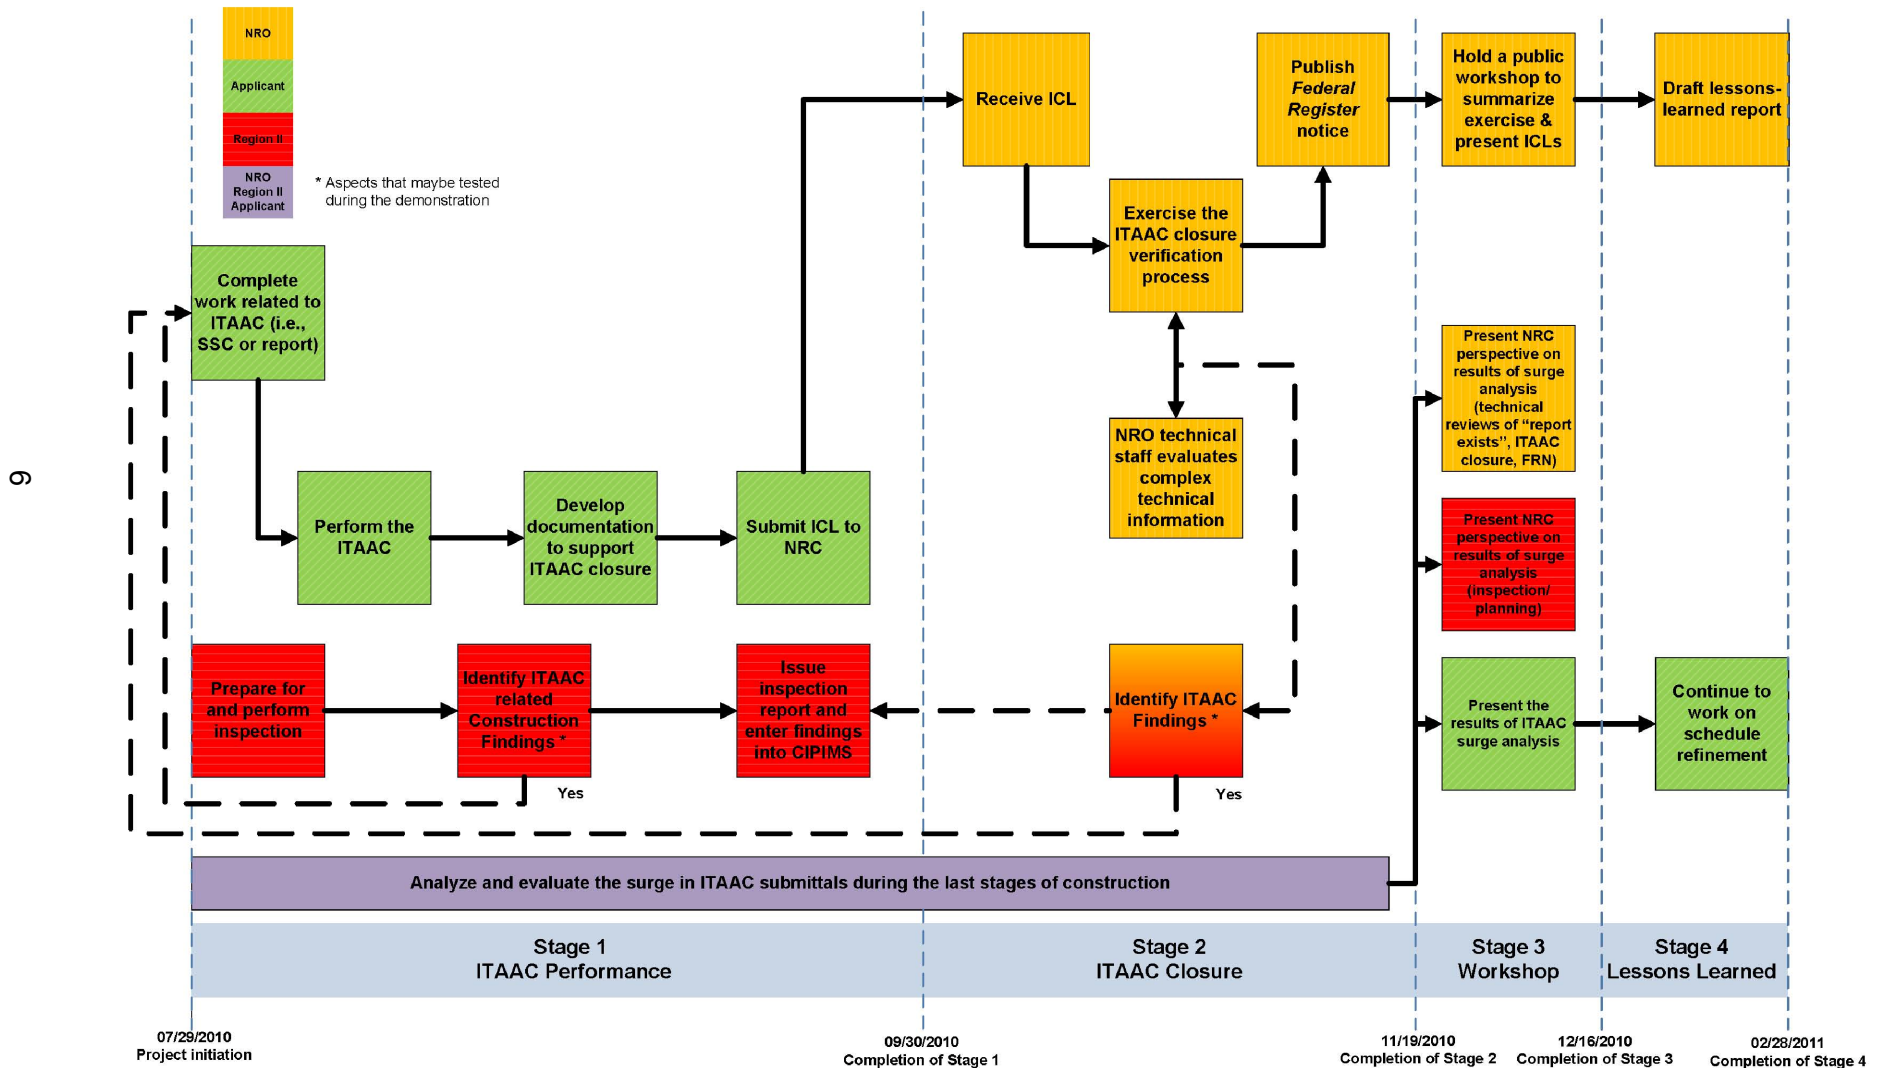 NRO
Applicant
Region II
NRO
Region II
Applicant
* Aspects that maybe tested
during the demonstration
Complete
work related to
ITAAC (i.e.,
SSC or report)
Perform the
ITAAC
Develop
documentation
to support
ITAAC closure
Submit ICL to
NRC
Receive ICL
Exercise the
ITAAC closure
verification
process
Publish
Federal
Register
notice
Hold a public
workshop to
summarize
exercise &
present ICLs
Draft lessons-
learned report
NRO technical
staff evaluates
complex
technical
information
Present NRC
perspective on
results of surge
analysis
(technical
reviews of “report
exists”, ITAAC
closure, FRN)
Present NRC
perspective on
results of surge
analysis
(inspection/
planning)
Prepare for
and perform
inspection
Identify ITAAC
related
Construction
Findings *
Yes
Issue
inspection
report and
enter findings
into CIPIMS
Identify ITAAC
Findings *
Yes
Present the
results of ITAAC
surge analysis
Continue to
work on
schedule
refinement
Analyze and evaluate the surge in ITAAC submittals during the last stages of construction
Stage 1
ITAAC Performance
Stage 2
ITAAC Closure
Stage 3
Workshop
Stage 4
Lessons Learned
07/29/2010
Project initiation
09/30/2010
Completion of Stage 1
11/19/2010
Completion of Stage 2
12/16/2010
Completion of Stage 3
02/28/2011
Completion of Stage 4